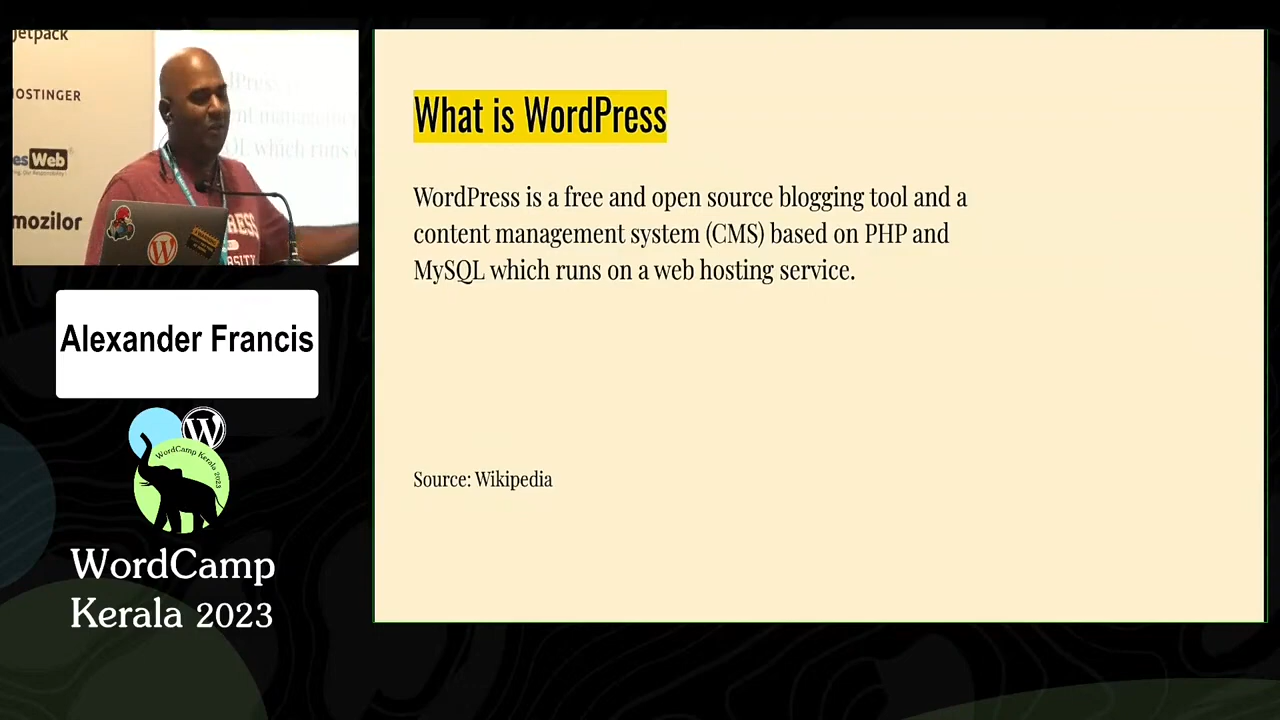 jetpack
HOSTINGER
esWeb
mozilor
What is WordPress
WordPress is a free and open source blogging tool and a
content management system (CMS) based on PHP and
MySQL which runs on a web hosting service.
Source: Wikipedia
Alexander Francis
WordCamp Kerala 2023
WordCamp
Kerala 2023